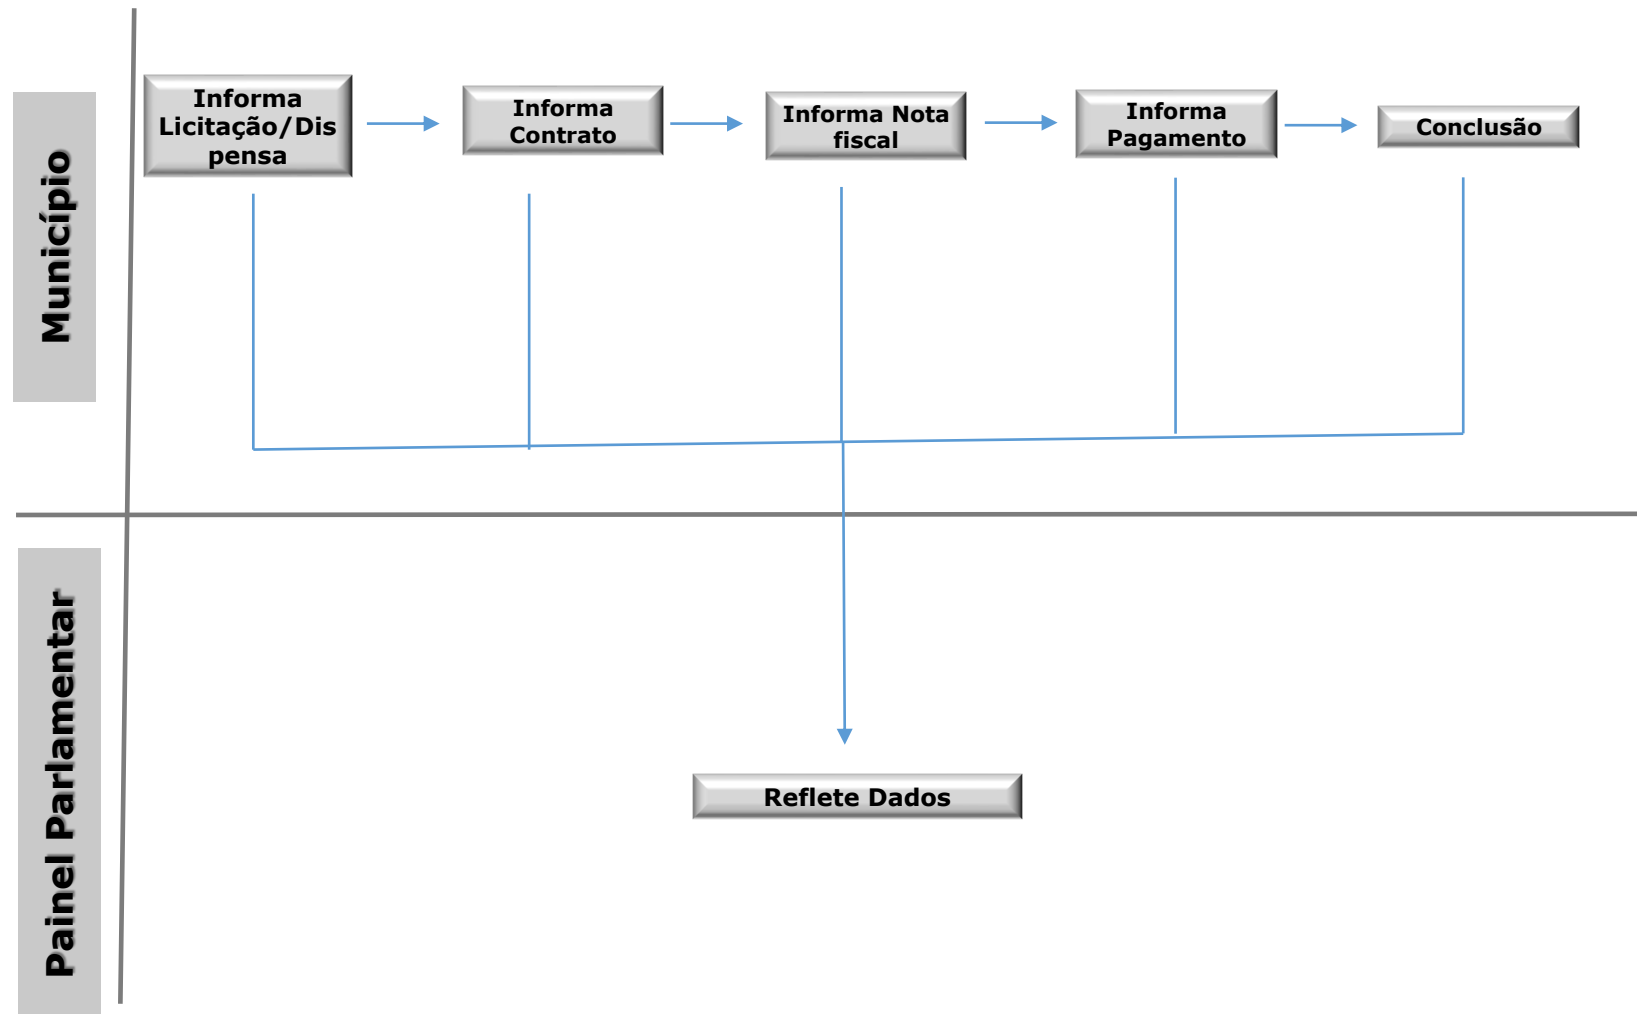 Município
Informa
Licitação/Dis
pensa
Informa
Contrato
Informa Nota
fiscal
Informa
Pagamento
Conclusão
Painel Parlamentar
Reflete Dados